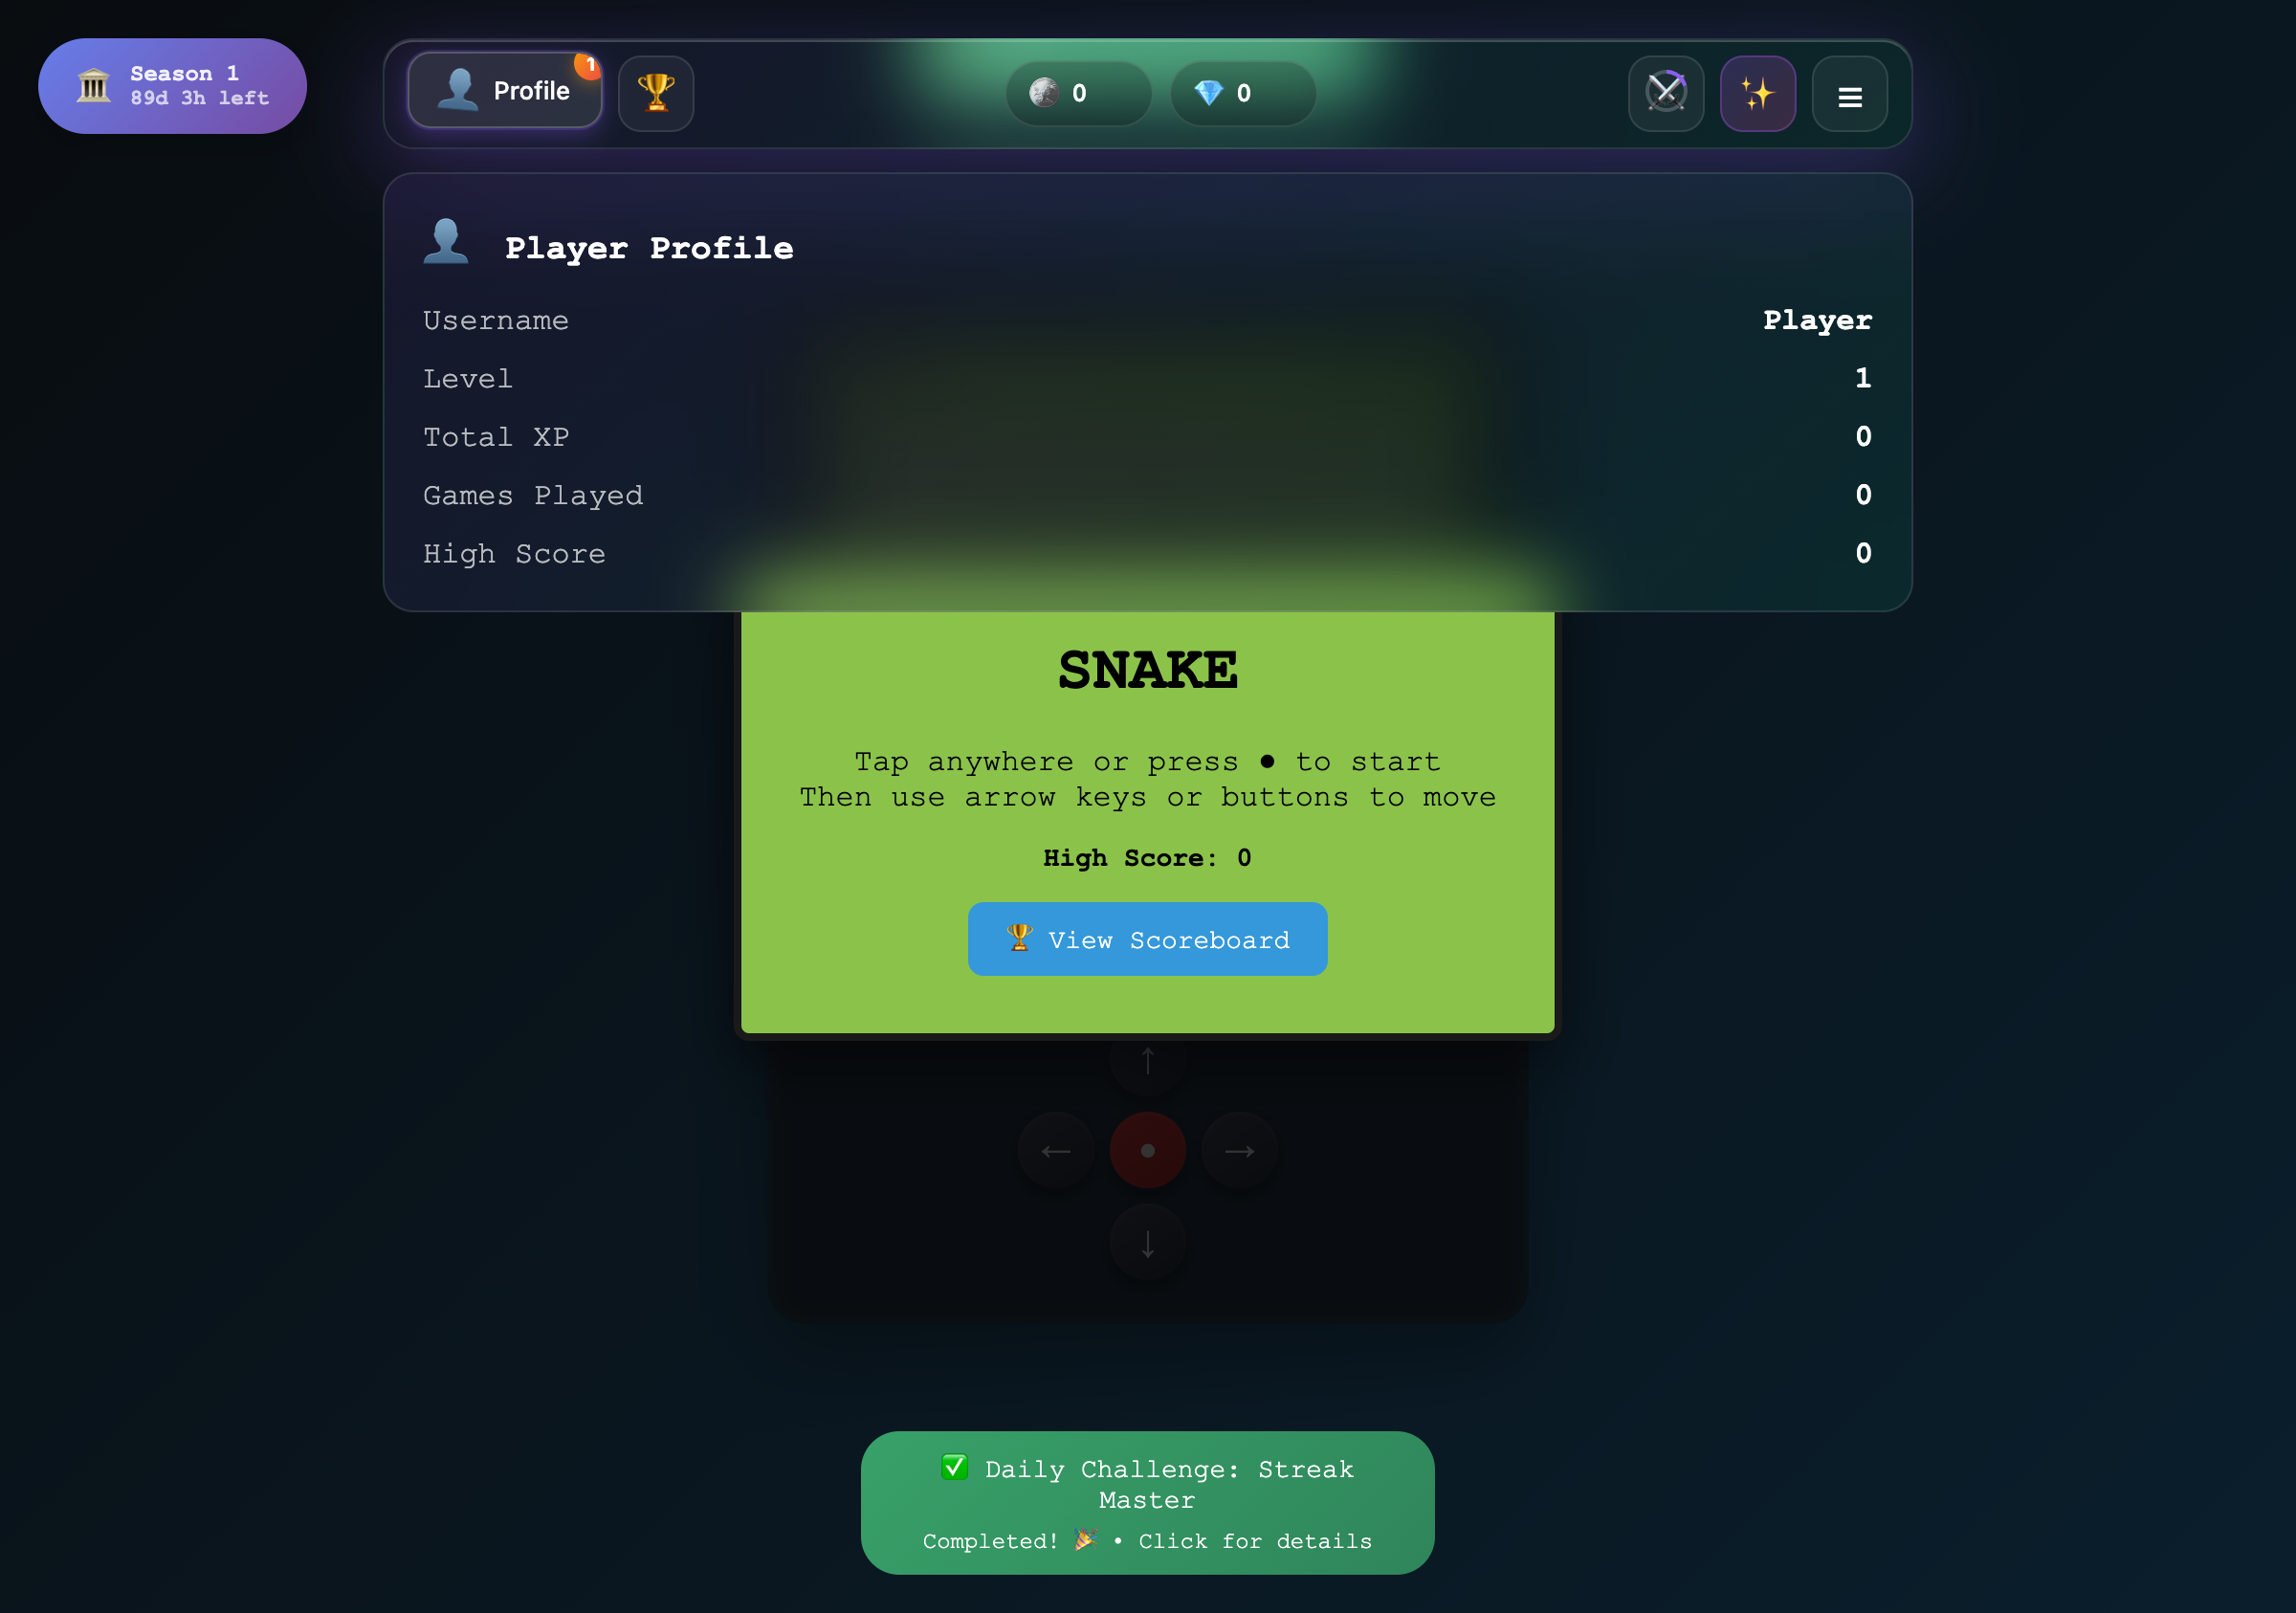 Season 1
89d 3h left
Profile
1
0
0
Player Profile
Username Player
Level 1
Total XP 0
Games Played 0
High Score 0
SNAKE
Tap anywhere or press ● to start
Then use arrow keys or buttons to move
High Score: 0
🏆 View Scoreboard
↑
← ● →
↓
✅ Daily Challenge: Streak
Master
Completed! 🎉 • Click for details